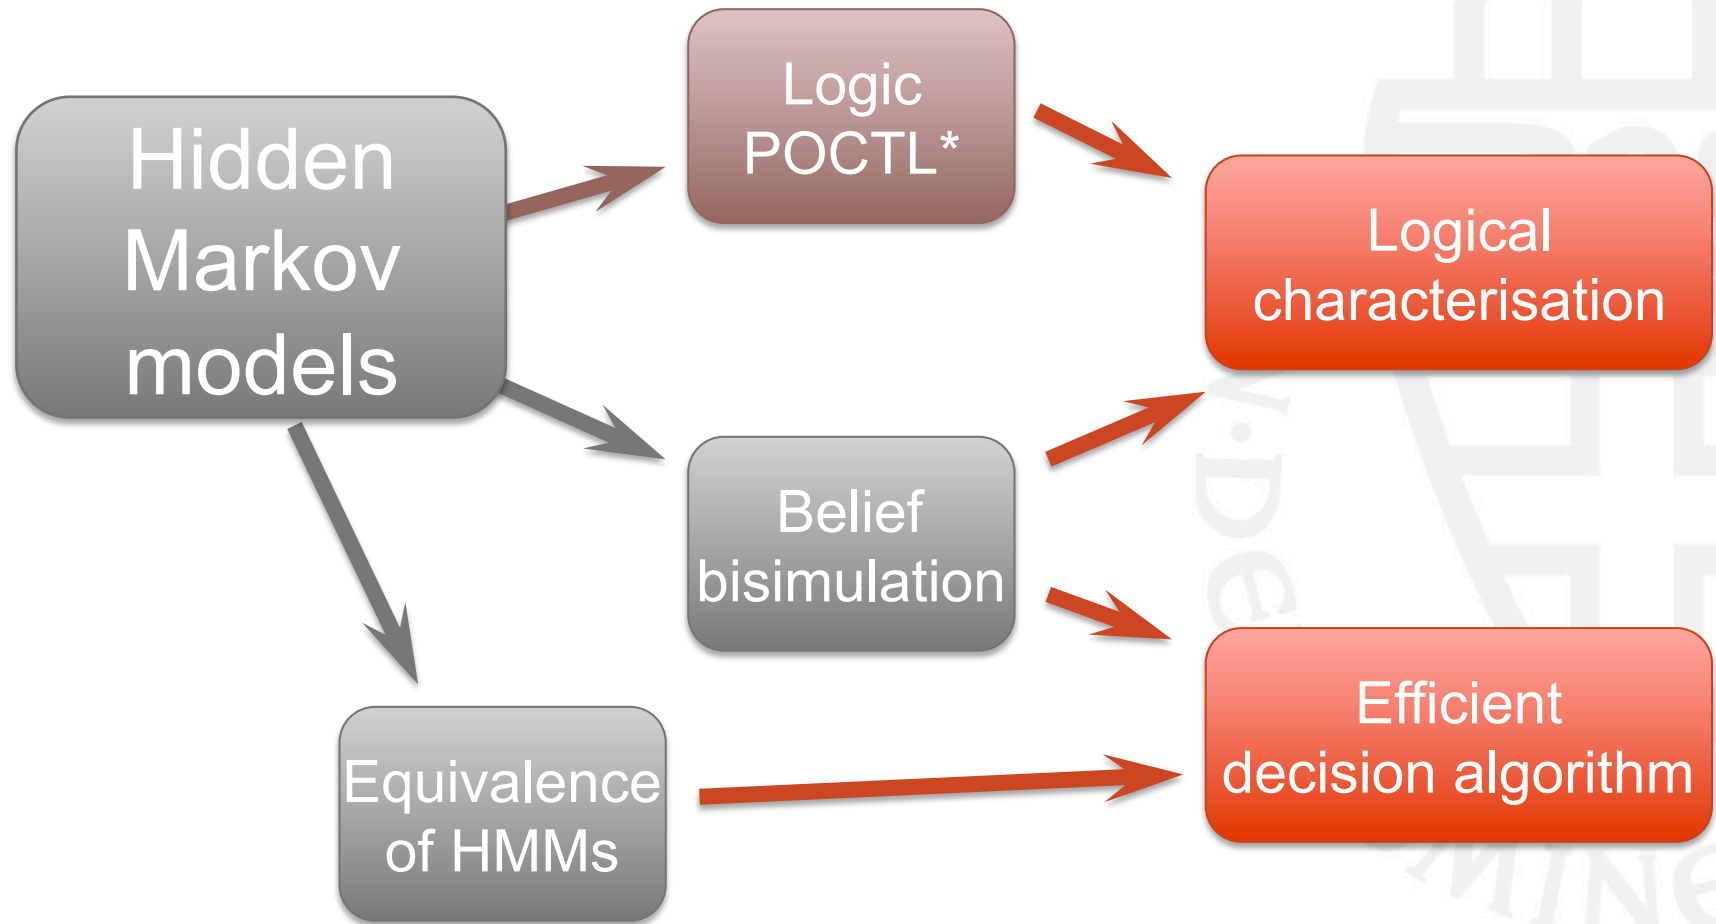 Hidden
Markov
models
Logic
POCTL*
Logical
characterisation
Belief
bisimulation
Efficient
decision algorithm
Equivalence
of HMMs